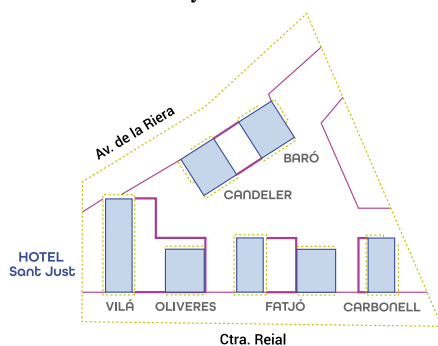 Av. de la Riera
BARÓ
CANDELER
HOTEL
Sant Just
VILÁ
OLIVERES
FATJÓ
CARBONELL
Ctra. Reial